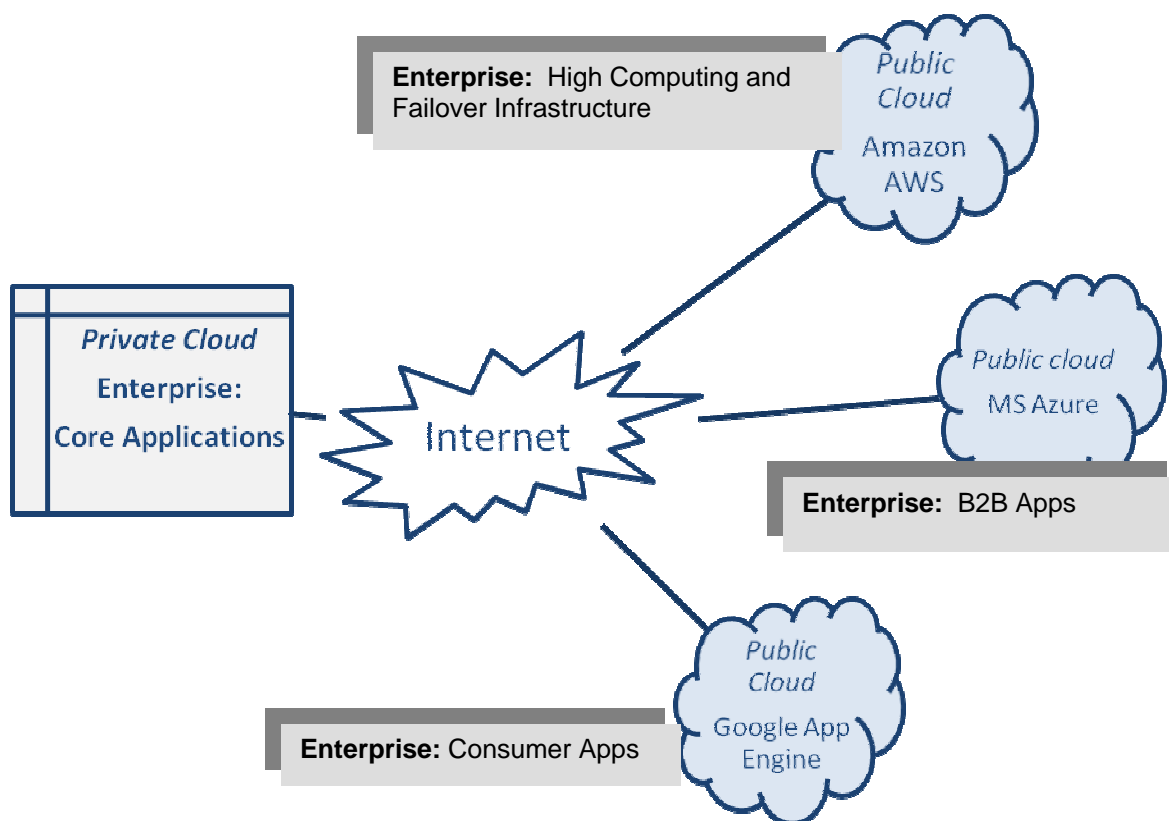 Enterprise: High Computing and
Failover Infrastructure
Public
Cloud
Amazon
AWS
Private Cloud
Enterprise:
Core Applications
Internet
Public cloud
MS Azure
Enterprise: B2B Apps
Public
Cloud
Google App
Engine
Enterprise: Consumer Apps